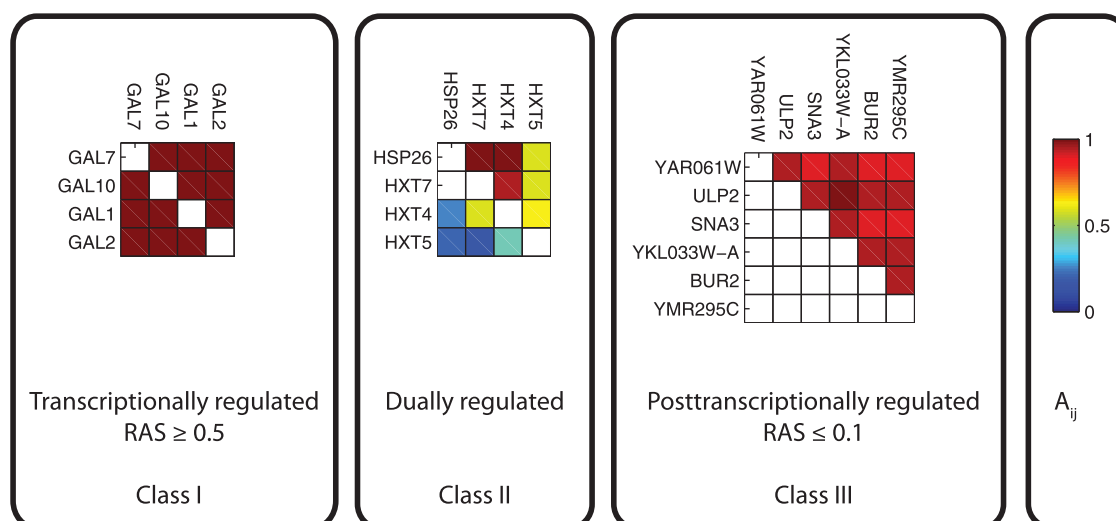 GAL7
GAL10
GAL1
GAL2
GAL7
GAL10
GAL1
GAL2
Transcriptionally regulated
RAS ≥ 0.5
Class I
HSP26
HXT7
HXT4
HXT5
HSP26
HXT7
HXT4
HXT5
Dually regulated
Class II
YAR061W
ULP2
SNA3
YKL033W-A
BUR2
YMR295C
YAR061W
ULP2
SNA3
YKL033W-A
BUR2
YMR295C
Posttranscriptionally regulated
RAS ≤ 0.1
Class III
1
0.5
0
A_ij